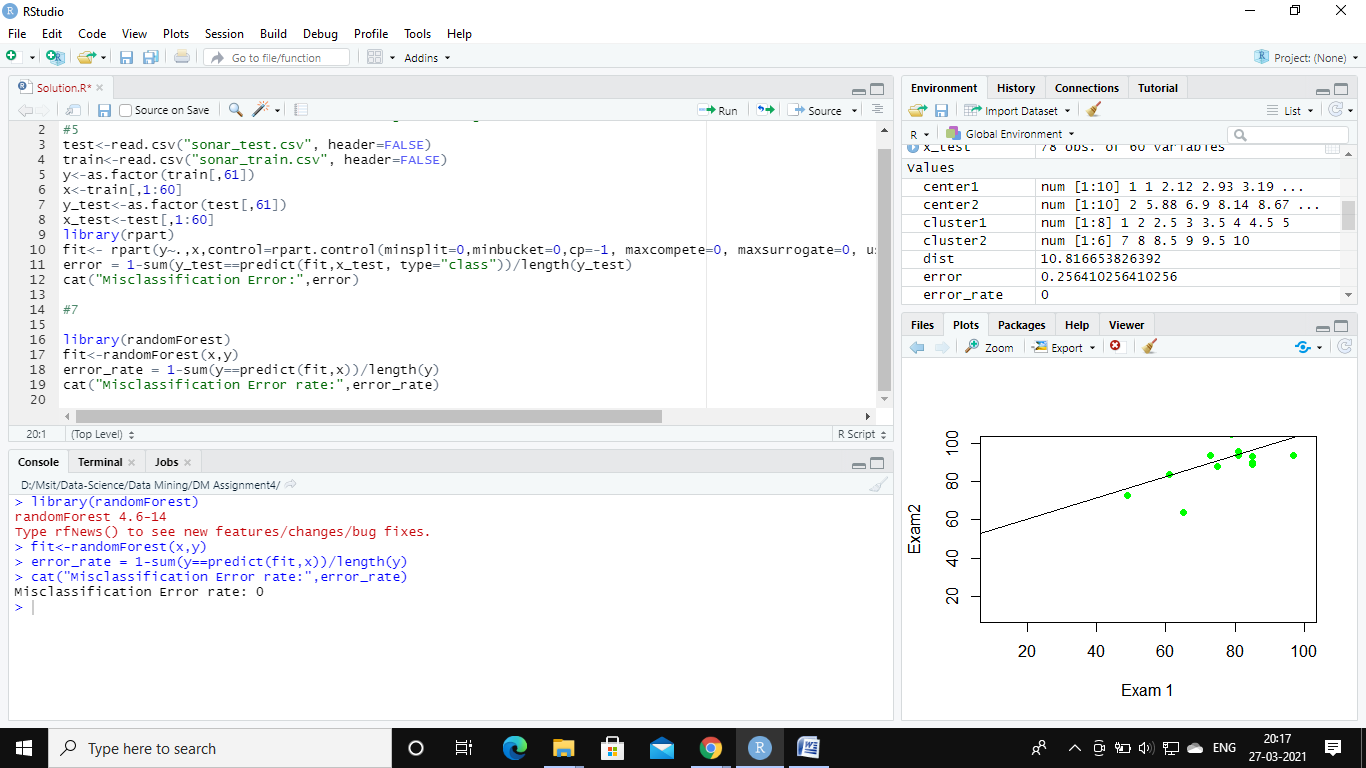 RStudio
File Edit Code View Plots Session Build Debug Profile Tools Help
Go to file/function Addins Project: (None)
Solution.R*
Source on Save Run Source
2 #5
3 test<-read.csv("sonar_test.csv", header=FALSE)
4 train<-read.csv("sonar_train.csv", header=FALSE)
5 y<-as.factor(train[,61])
6 x<-train[,1:60]
7 y_test<-as.factor(test[,61])
8 x_test<-test[,1:60]
9 library(rpart)
10 fit<- rpart(y~.,x,control=rpart.control(minsplit=0,minbucket=0,cp=-1, maxcompete=0, maxsurrogate=0, u
11 error = 1-sum(y_test==predict(fit,x_test, type="class"))/length(y_test)
12 cat("Misclassification Error:",error)
13
14 #7
15
16 library(randomForest)
17 fit<-randomForest(x,y)
18 error_rate = 1-sum(y==predict(fit,x))/length(y)
19 cat("Misclassification Error rate:",error_rate)
20
20:1 (Top Level) R Script
Console Terminal Jobs
D:/Msit/Data-Science/Data Mining/DM Assignment4/
> library(randomForest)
randomForest 4.6-14
Type rfNews() to see new features/changes/bug fixes.
> fit<-randomForest(x,y)
> error_rate = 1-sum(y==predict(fit,x))/length(y)
> cat("Misclassification Error rate:",error_rate)
Misclassification Error rate: 0
>
Environment History Connections Tutorial
Import Dataset List
R Global Environment
x_test 78 obs. of 60 variables
Values
center1 num [1:10] 1 1 2.12 2.93 3.19 ...
center2 num [1:10] 2 5.88 6.9 8.14 8.67 ...
cluster1 num [1:8] 1 2 2.5 3 3.5 4 4.5 5
cluster2 num [1:6] 7 8 8.5 9 9.5 10
dist 10.816653826392
error 0.256410256410256
error_rate 0
Files Plots Packages Help Viewer
Zoom Export
Exam2
100
80
60
40
20
20 40 60 80 100
Exam 1
Type here to search
ENG
20:17
27-03-2021